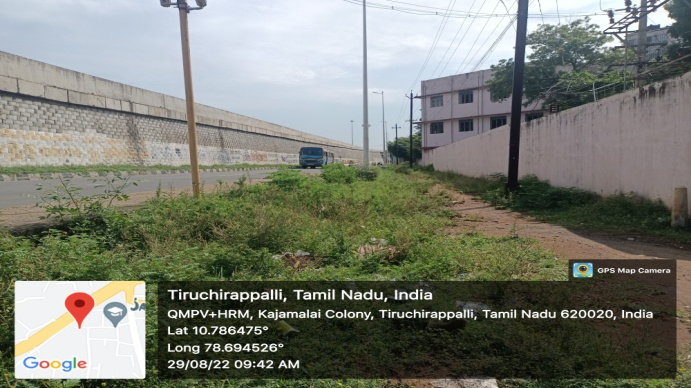 GPS Map Camera
Tiruchirappalli, Tamil Nadu, India
QMPV+HRM, Kajamalai Colony, Tiruchirappalli, Tamil Nadu 620020, India
Lat 10.786475°
Long 78.694526°
29/08/22 09:42 AM
Google